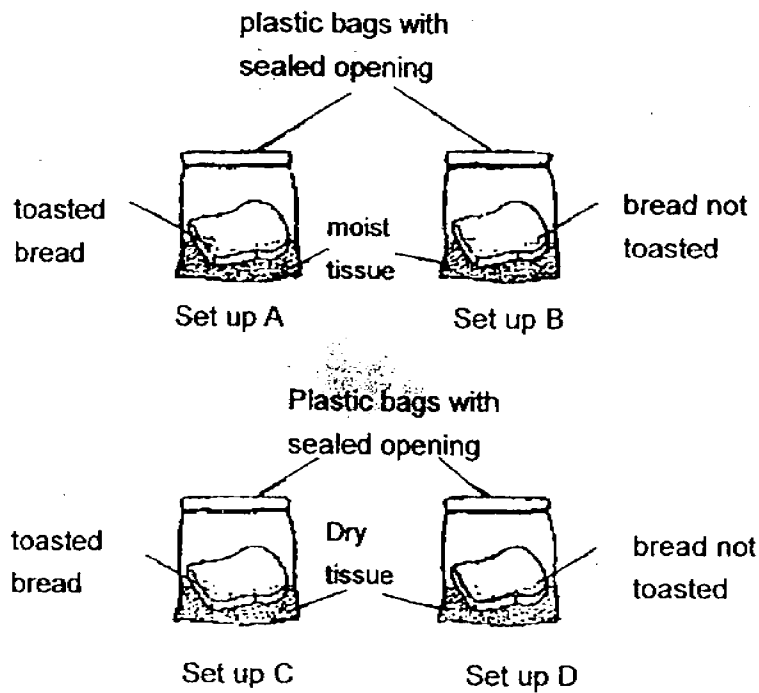 plastic bags with
sealed opening
toasted
bread
moist
tissue
bread not
toasted
Set up A
Set up B
Plastic bags with
sealed opening
toasted
bread
Dry
tissue
bread not
toasted
Set up C
Set up D